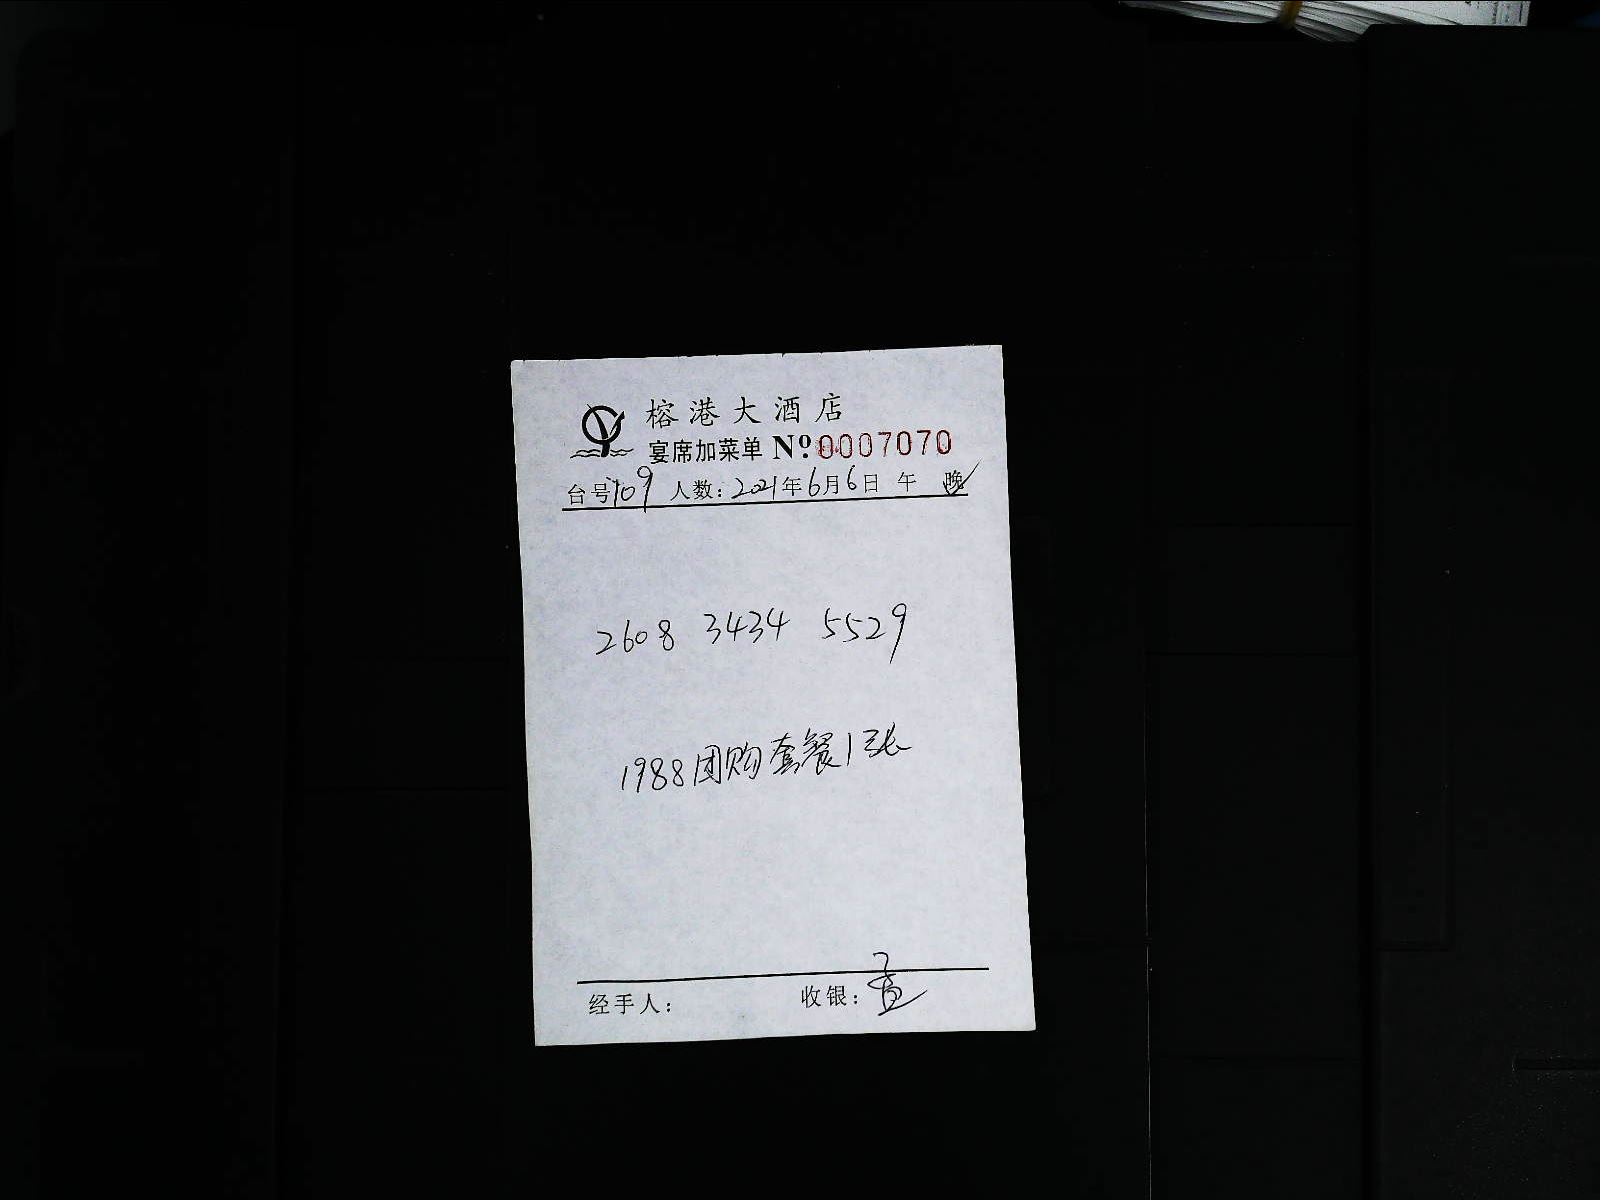 榕港大酒店
宴席加菜单 Nº 0007070
台号109 人数:2021年6月6日 午 晚
2608 3434 5529
1988团购套餐1张
经手人: 收银: